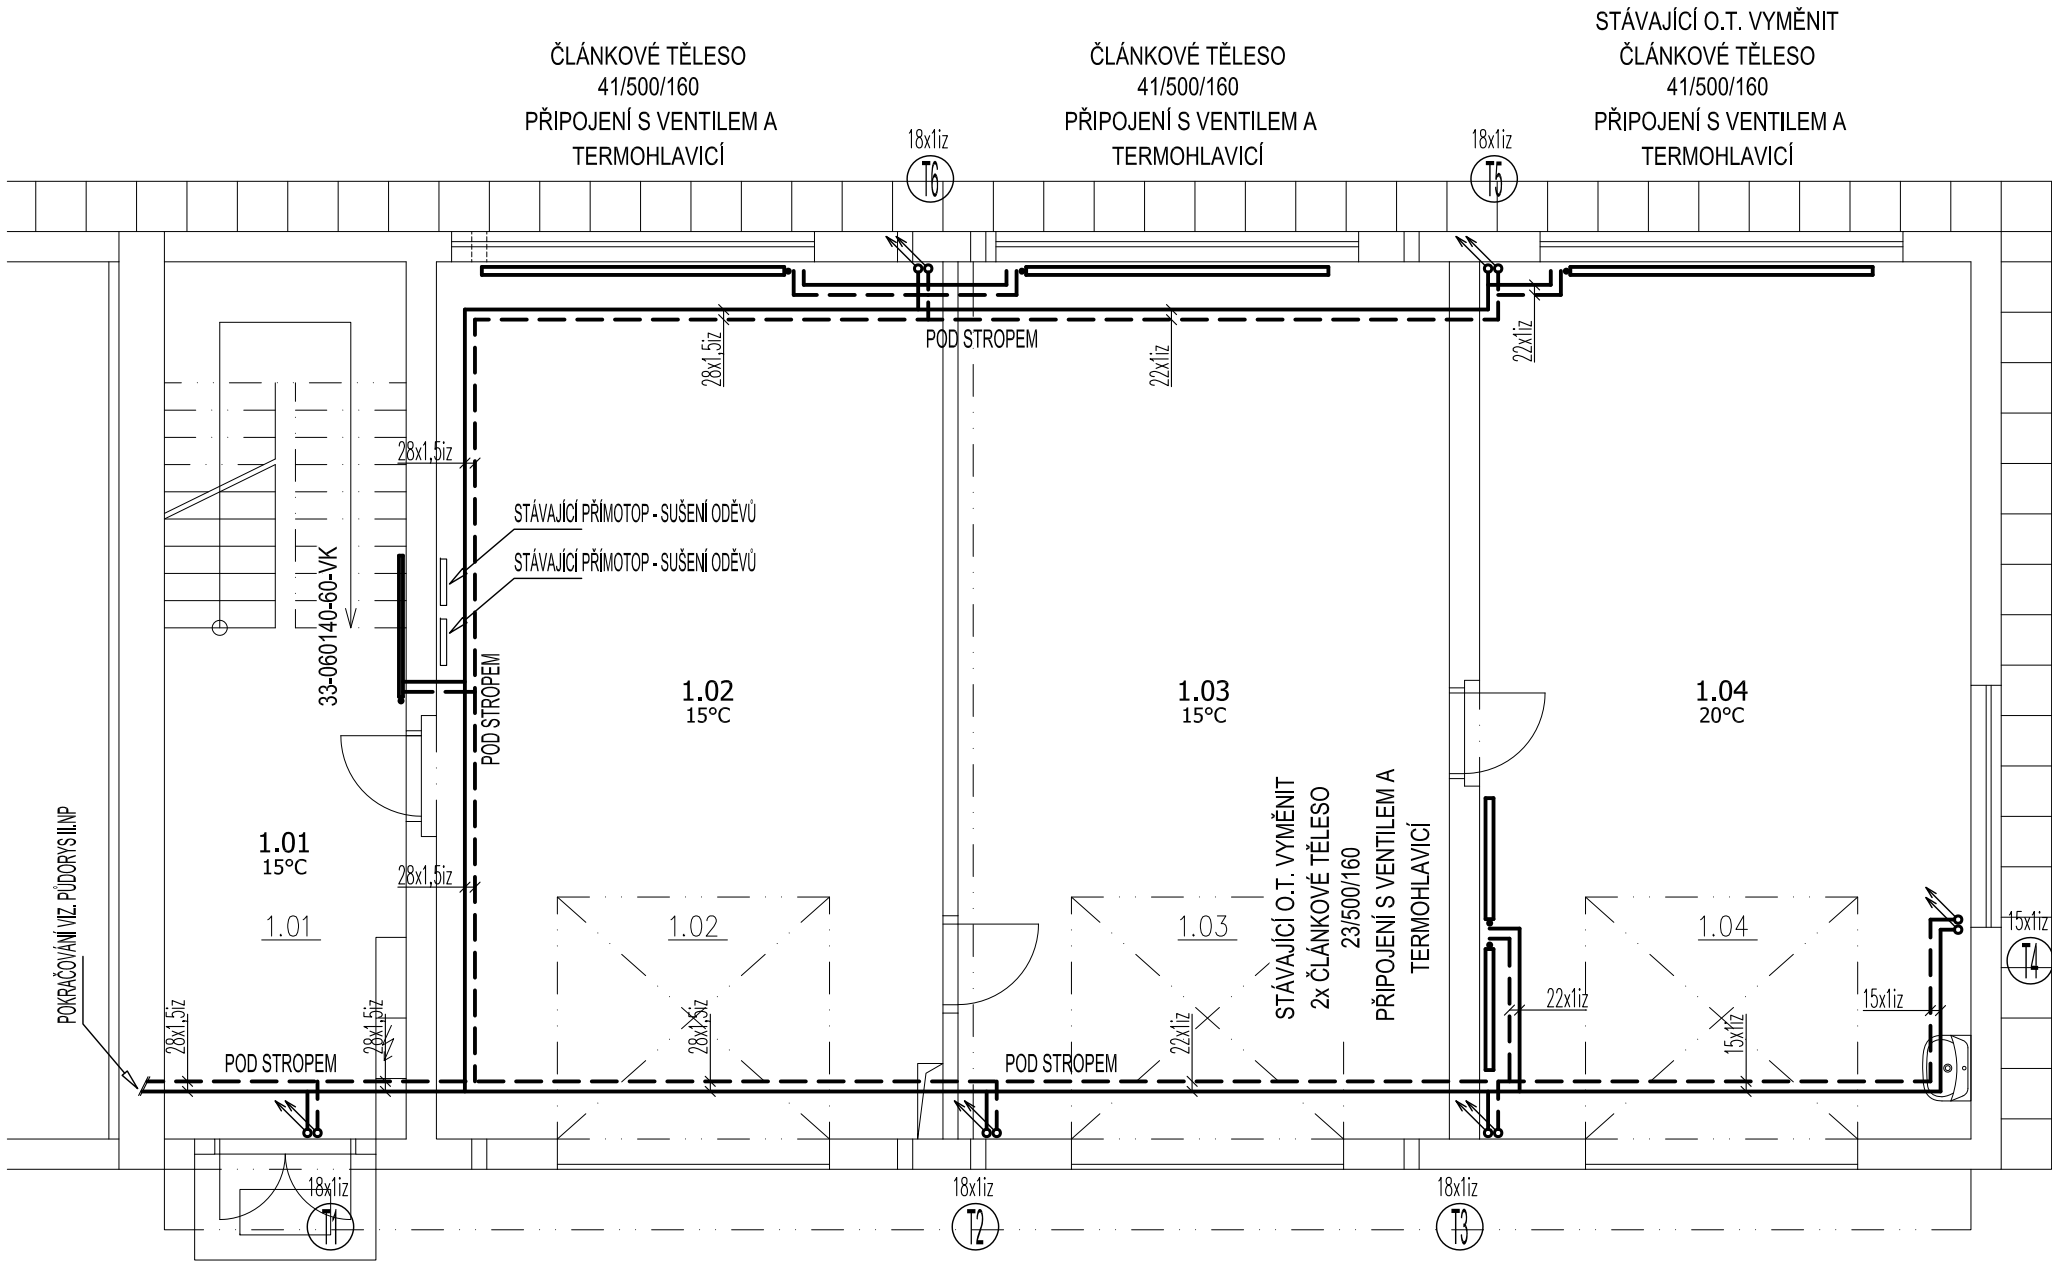 STÁVAJÍCÍ O.T. VYMĚNIT
ČLÁNKOVÉ TĚLESO
41/500/160
PŘIPOJENÍ S VENTILEM A
TERMOHLAVICÍ
ČLÁNKOVÉ TĚLESO
41/500/160
PŘIPOJENÍ S VENTILEM A
TERMOHLAVICÍ
ČLÁNKOVÉ TĚLESO
41/500/160
PŘIPOJENÍ S VENTILEM A
TERMOHLAVICÍ
18x1iz
T6
18x1iz
T5
POD STROPEM
28x1,5iz
22x1iz
22x1iz
28x1,5iz
STÁVAJÍCÍ PŘÍMOTOP - SUŠENÍ ODĚVŮ
STÁVAJÍCÍ PŘÍMOTOP - SUŠENÍ ODĚVŮ
33-060140-60-VK
POD STROPEM
1.02
15°C
1.03
15°C
1.04
20°C
1.01
15°C
28x1,5iz
STÁVAJÍCÍ O.T. VYMĚNIT
2x ČLÁNKOVÉ TĚLESO
23/500/160
PŘIPOJENÍ S VENTILEM A
TERMOHLAVICÍ
POKRAČOVÁNÍ VIZ. PŮDORYS II.NP
1.01
1.02
1.03
1.04
15x1iz
T4
28x1,5iz
28x1,5iz
28x1,5iz
22x1iz
22x1iz
15x1iz
15x1iz
POD STROPEM
POD STROPEM
18x1iz
T1
18x1iz
T2
18x1iz
T3